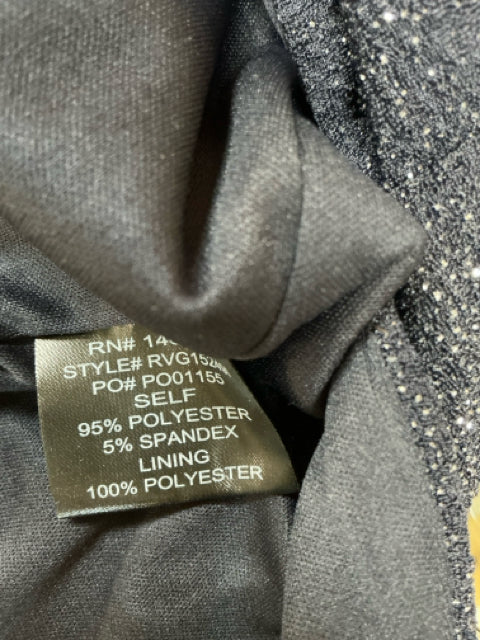 RN#
STYLE#
PO# PO01155
SELF
95% POLYESTER
5% SPANDEX
LINING
100% POLYESTER